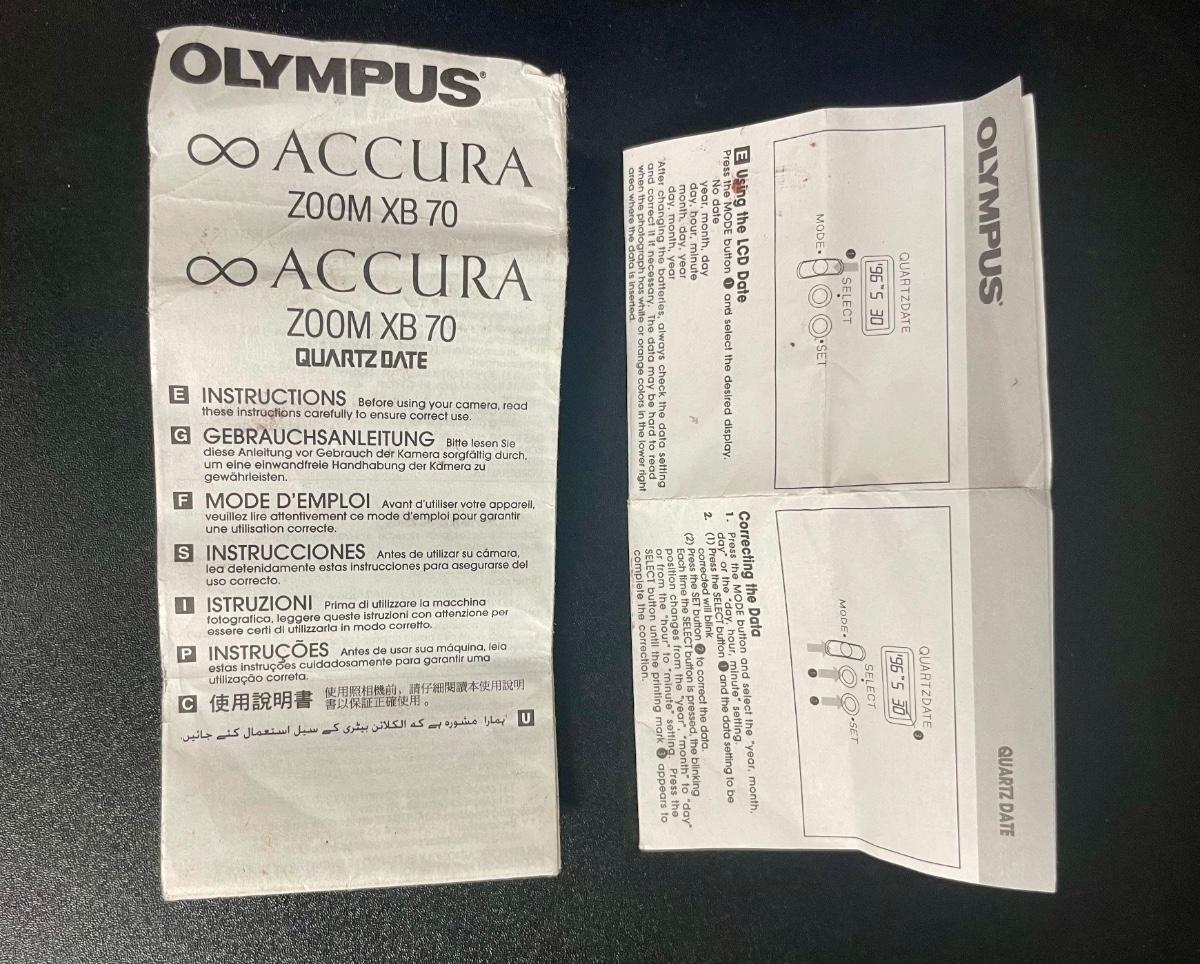 OLYMPUS®
∞ ACCURA
ZOOM XB 70
∞ ACCURA
ZOOM XB 70
QUARTZ DATE
E INSTRUCTIONS Before using your camera, read
these instructions carefully to ensure correct use.
G GEBRAUCHSANLEITUNG Bitte lesen Sie
diese Anleitung vor Gebrauch der Kamera sorgfältig durch,
um eine einwandfreie Handhabung der Kamera zu
gewährleisten.
F MODE D'EMPLOI Avant d'utiliser votre appareil,
veuillez lire attentivement ce mode d'emploi pour garantir
une utilisation correcte.
S INSTRUCCIONES Antes de utilizar su cámara,
lea detenidamente estas instrucciones para asegurarse del
uso correcto.
I ISTRUZIONI Prima di utilizzare la macchina
fotografica, leggere queste istruzioni con attenzione per
essere certi di utilizzarla in modo corretto.
P INSTRUÇÕES Antes de usar sua máquina, leia
estas instruções cuidadosamente para garantir uma
utilização correta.
C 使用說明書 使用照相機前，請仔細閱讀本使用說明
書以保証正確使用。
U ہمارا مشورہ ہے کہ الکلائن بیٹری کے سیل استعمال کئے جائیں۔
OLYMPUS®
QUARTZ DATE
QUARTZDATE
'96 5 30
MODE SELECT SET
1
E Using the LCD Date
Press the MODE button 1 and select the desired display.
No date
year, month, day
day, hour, minute
month, day, year
day, month, year
After changing the batteries, always check the data setting
and correct it if necessary. The data may be hard to read
when the photograph has white or orange colors in the lower right
area where the data is inserted.
QUARTZDATE
'96 5 30
3
MODE SELECT SET
1
2
Correcting the Data
1. Press the MODE button and select the "year, month,
day" or the "day, hour, minute" setting.
2. (1) Press the SELECT button 1 and the data setting to be
corrected will blink
(2) Press the SET button 2 to correct the data.
Each time the SELECT button is pressed, the blinking
position changes from the "year", "month" to "day"
or from the "hour" to "minute" setting. Press the
SELECT button until the printing mark 3 appears to
complete the correction.